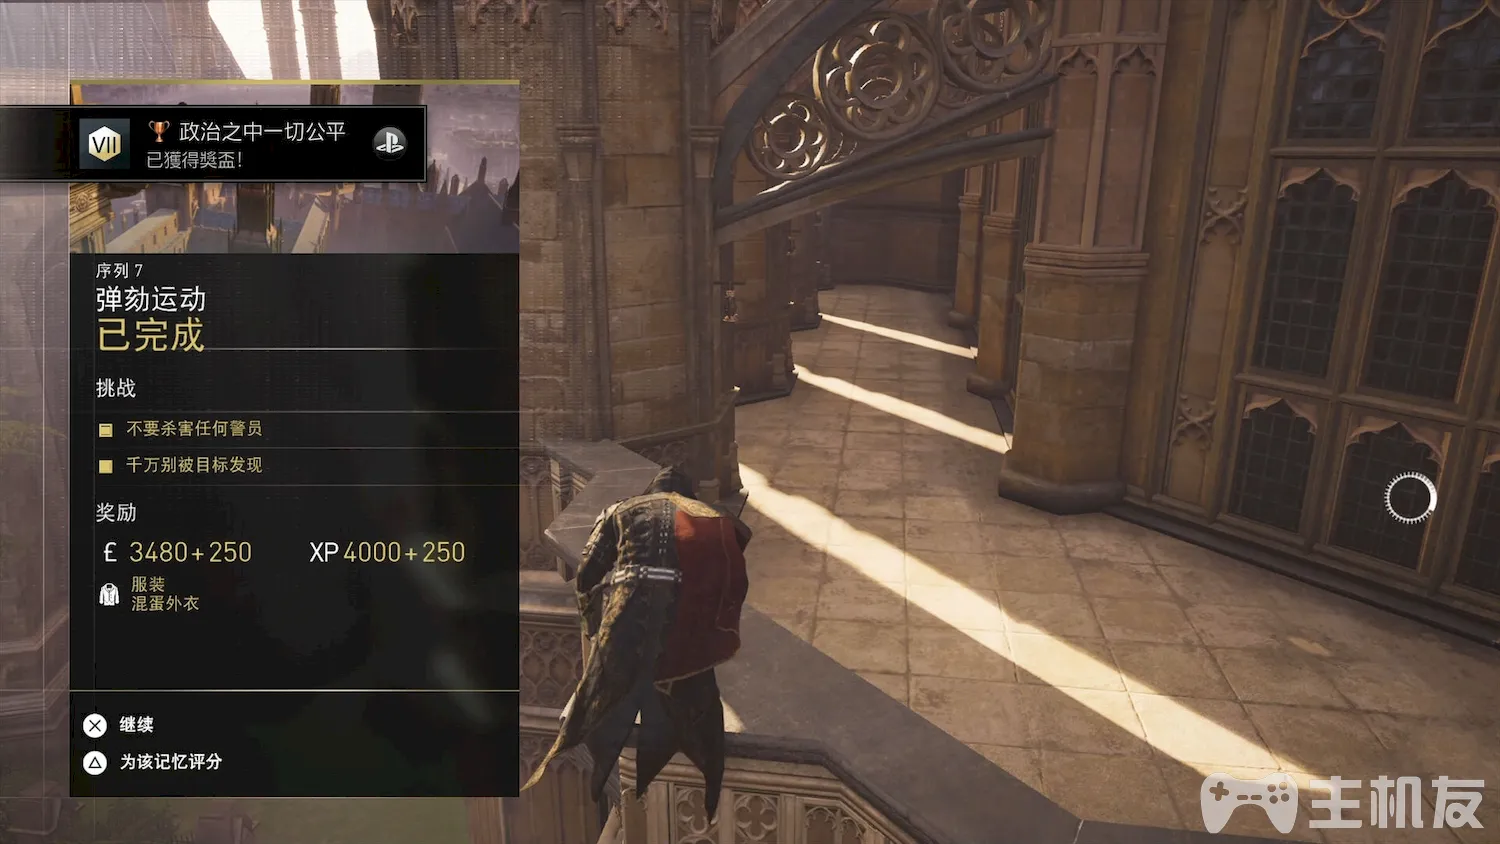 VII
政治之中一切公平
已獲得獎盃!
序列 7
弹劾运动
已完成
挑战
不要杀害任何警员
千万别被目标发现
奖励
£ 3480+250 XP 4000+250
服装
混蛋外衣
继续
为该记忆评分
主机友